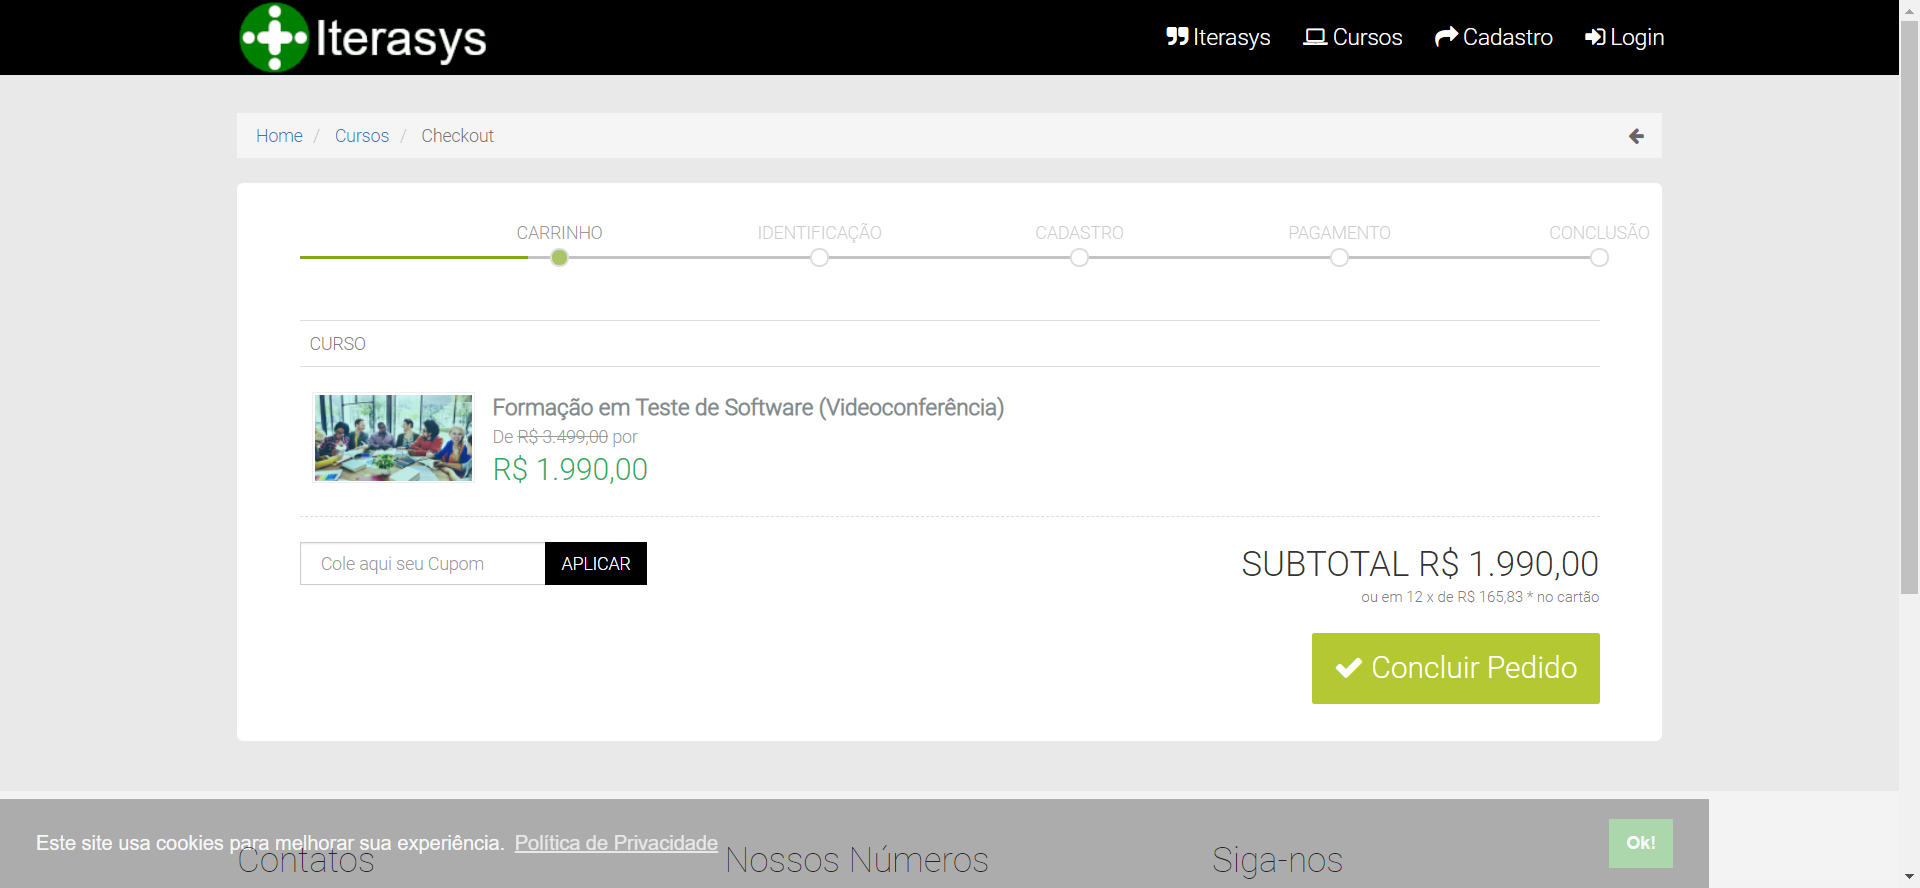 Iterasys
Iterasys Cursos Cadastro Login
Home / Cursos / Checkout
CARRINHO IDENTIFICAÇÃO CADASTRO PAGAMENTO CONCLUSÃO
CURSO
Formação em Teste de Software (Videoconferência)
De R$ 3.499,00 por
R$ 1.990,00
Cole aqui seu Cupom APLICAR
SUBTOTAL R$ 1.990,00
ou em 12 x de R$ 165,83 * no cartão
Concluir Pedido
Este site usa cookies para melhorar sua experiência. Política de Privacidade Ok!
Contatos Nossos Números Siga-nos